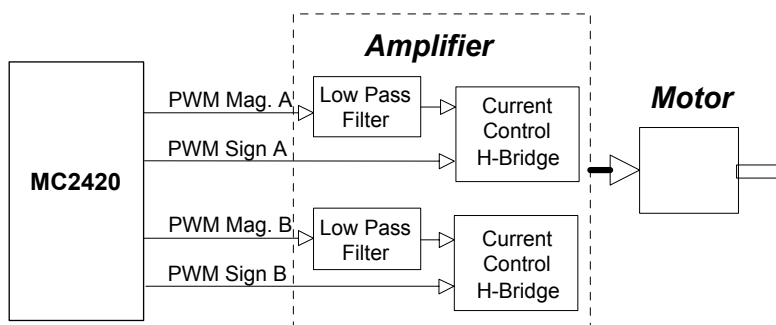 Amplifier
Motor
MC2420
PWM Mag. A
Low Pass
Filter
Current
Control
H-Bridge
PWM Sign A
PWM Mag. B
Low Pass
Filter
Current
Control
H-Bridge
PWM Sign B